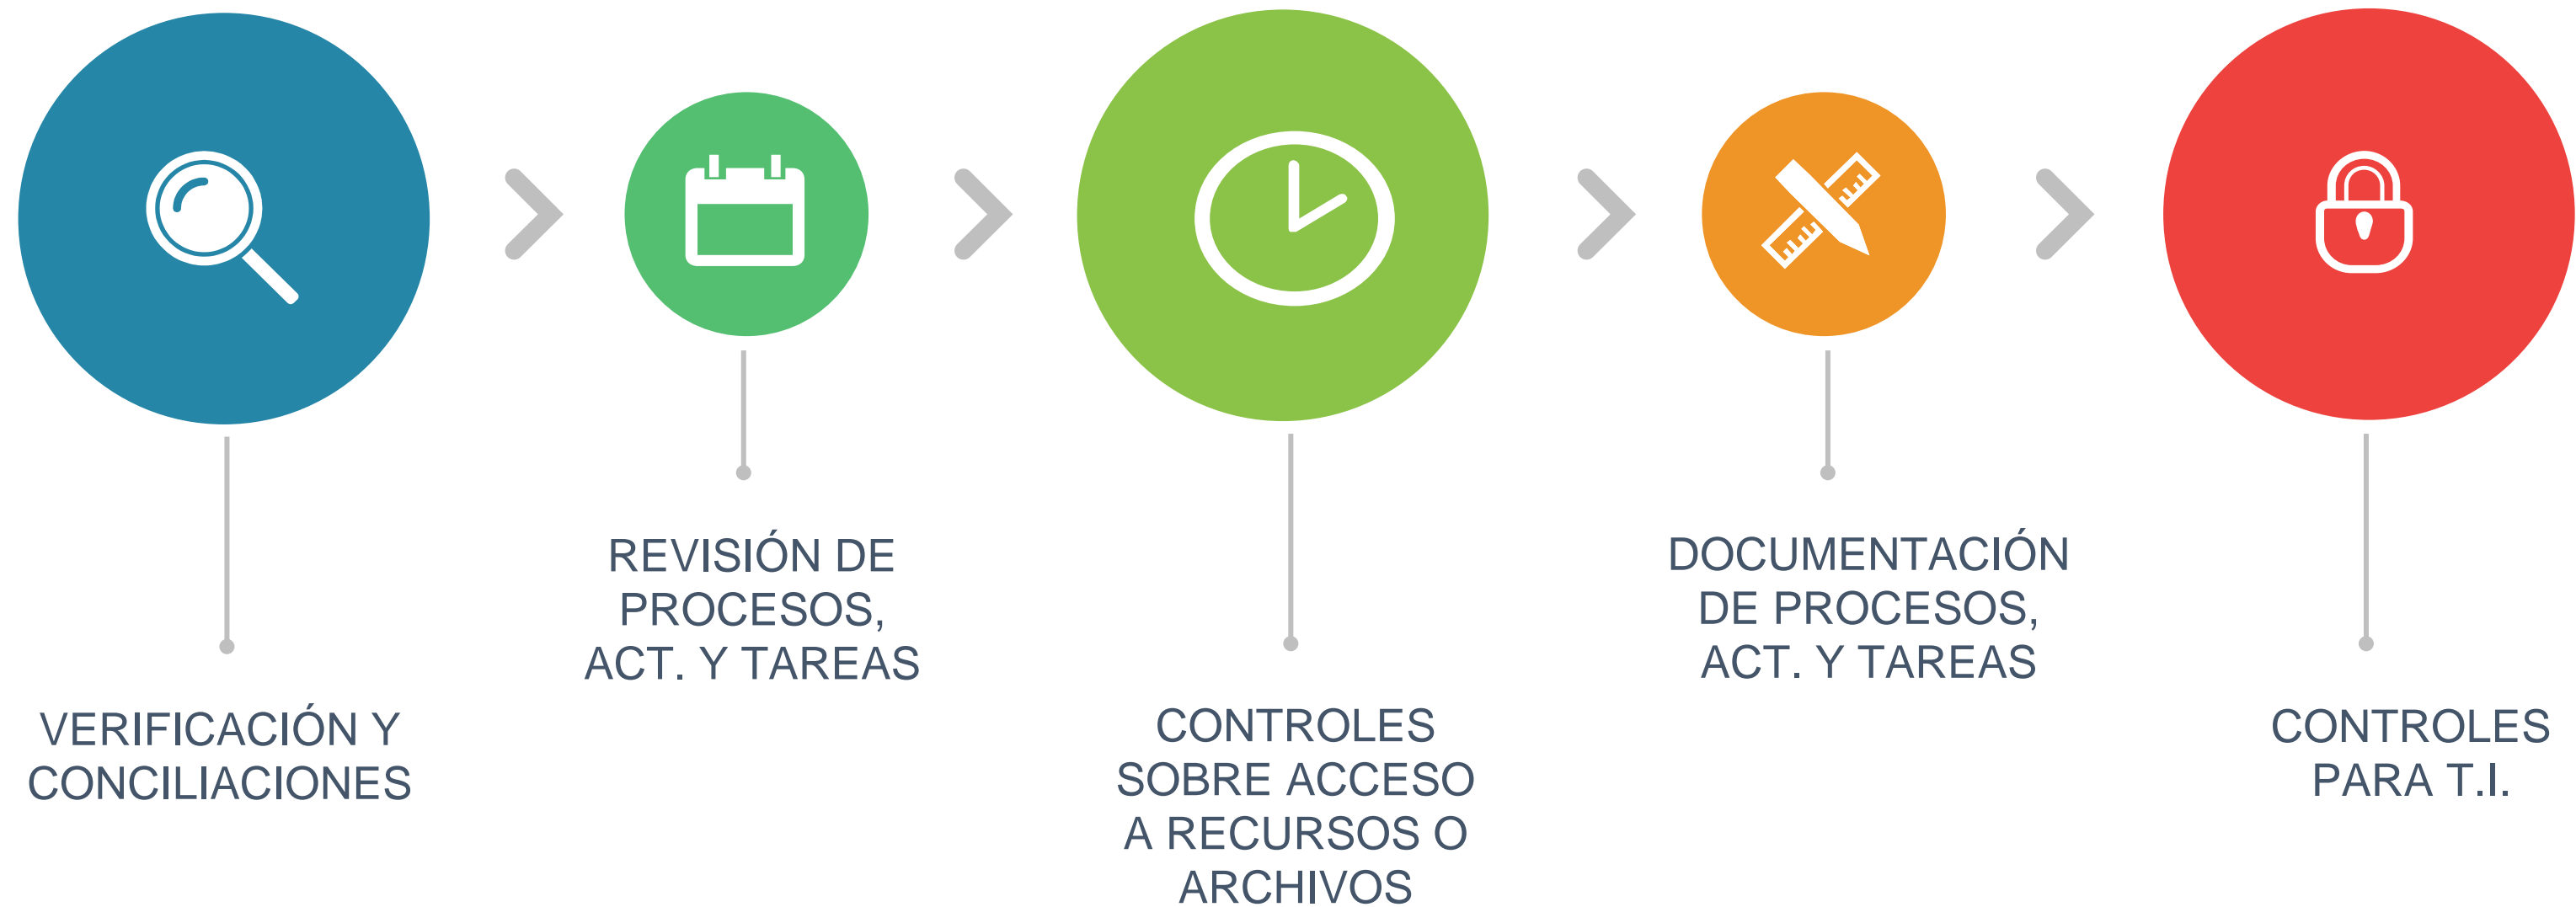 VERIFICACIÓN Y
CONCILIACIONES
REVISIÓN DE
PROCESOS,
ACT. Y TAREAS
CONTROLES
SOBRE ACCESO
A RECURSOS O
ARCHIVOS
DOCUMENTACIÓN
DE PROCESOS,
ACT. Y TAREAS
CONTROLES
PARA T.I.